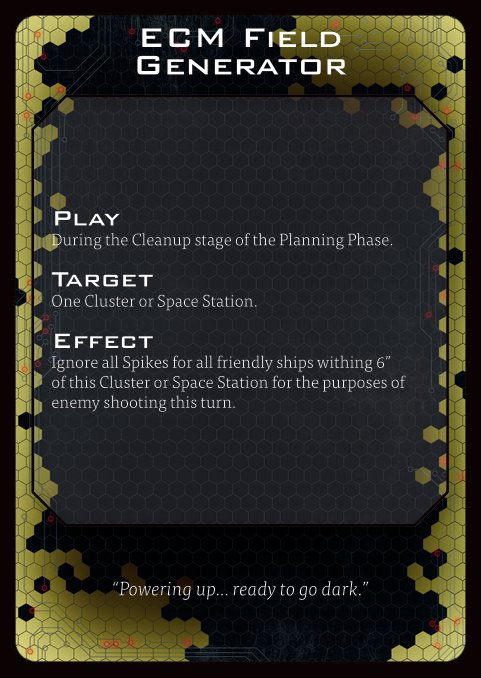 ECM Field
Generator
Play
During the Cleanup stage of the Planning Phase.
Target
One Cluster or Space Station.
Effect
Ignore all Spikes for all friendly ships withing 6”
of this Cluster or Space Station for the purposes of
enemy shooting this turn.
“Powering up... ready to go dark.”